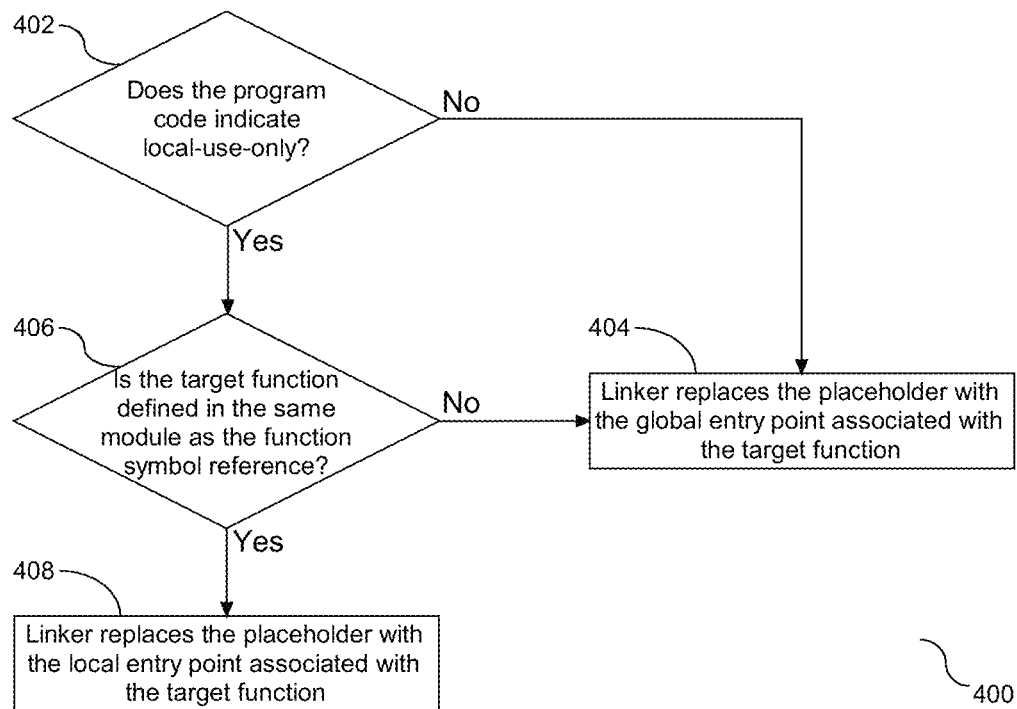 402
Does the program
code indicate
local-use-only?
No
Yes
406
Is the target function
defined in the same
module as the function
symbol reference?
No
404
Linker replaces the placeholder with
the global entry point associated with
the target function
Yes
408
Linker replaces the placeholder with
the local entry point associated with
the target function
400